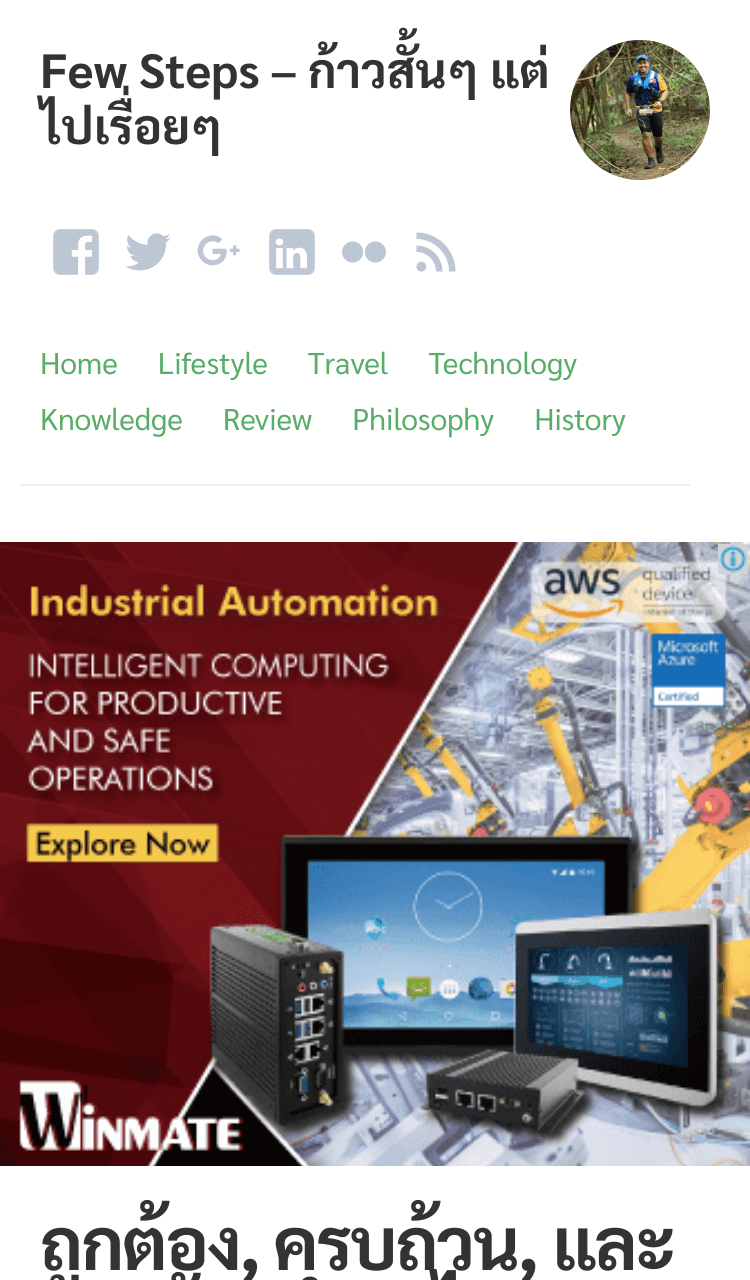 Few Steps – ก้าวสั้นๆ แต่
ไปเรื่อยๆ
Home Lifestyle Travel Technology
Knowledge Review Philosophy History
Industrial Automation
INTELLIGENT COMPUTING
FOR PRODUCTIVE
AND SAFE
OPERATIONS
Explore Now
aws
qualified
device
Microsoft
Azure
Certified
WINMATE
ถูกต้อง, ครบถ้วน, และ